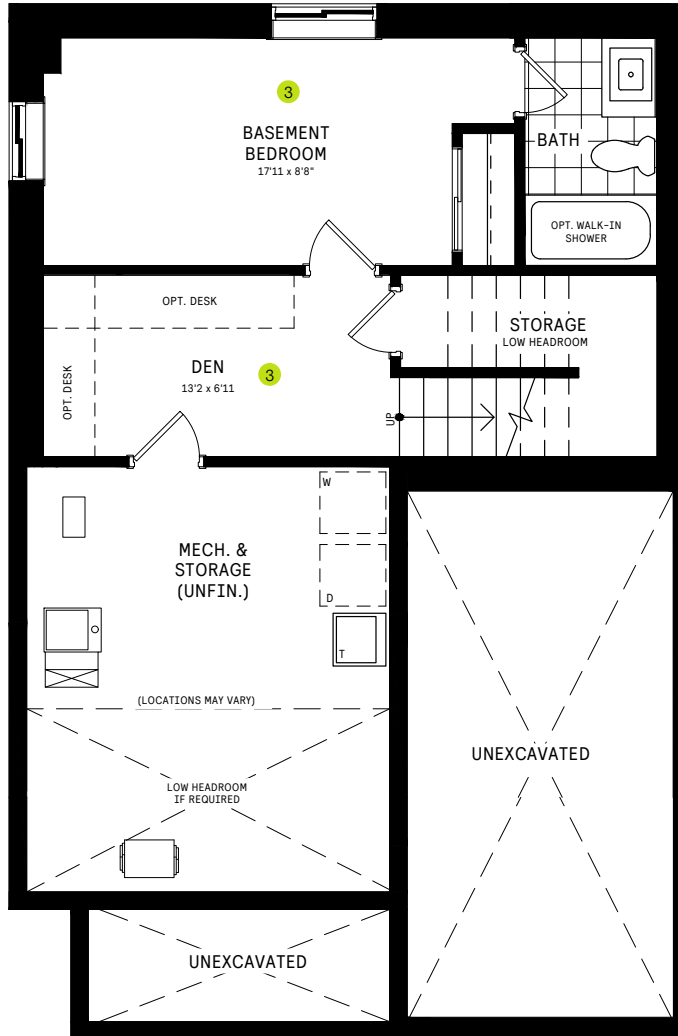 3
BASEMENT
BEDROOM
17'11 x 8'8"
BATH
OPT. WALK-IN
SHOWER
OPT. DESK
OPT. DESK
DEN
13'2 x 6'11
3
STORAGE
LOW HEADROOM
UP
W
D
T
MECH. &
STORAGE
(UNFIN.)
(LOCATIONS MAY VARY)
LOW HEADROOM
IF REQUIRED
UNEXCAVATED
UNEXCAVATED